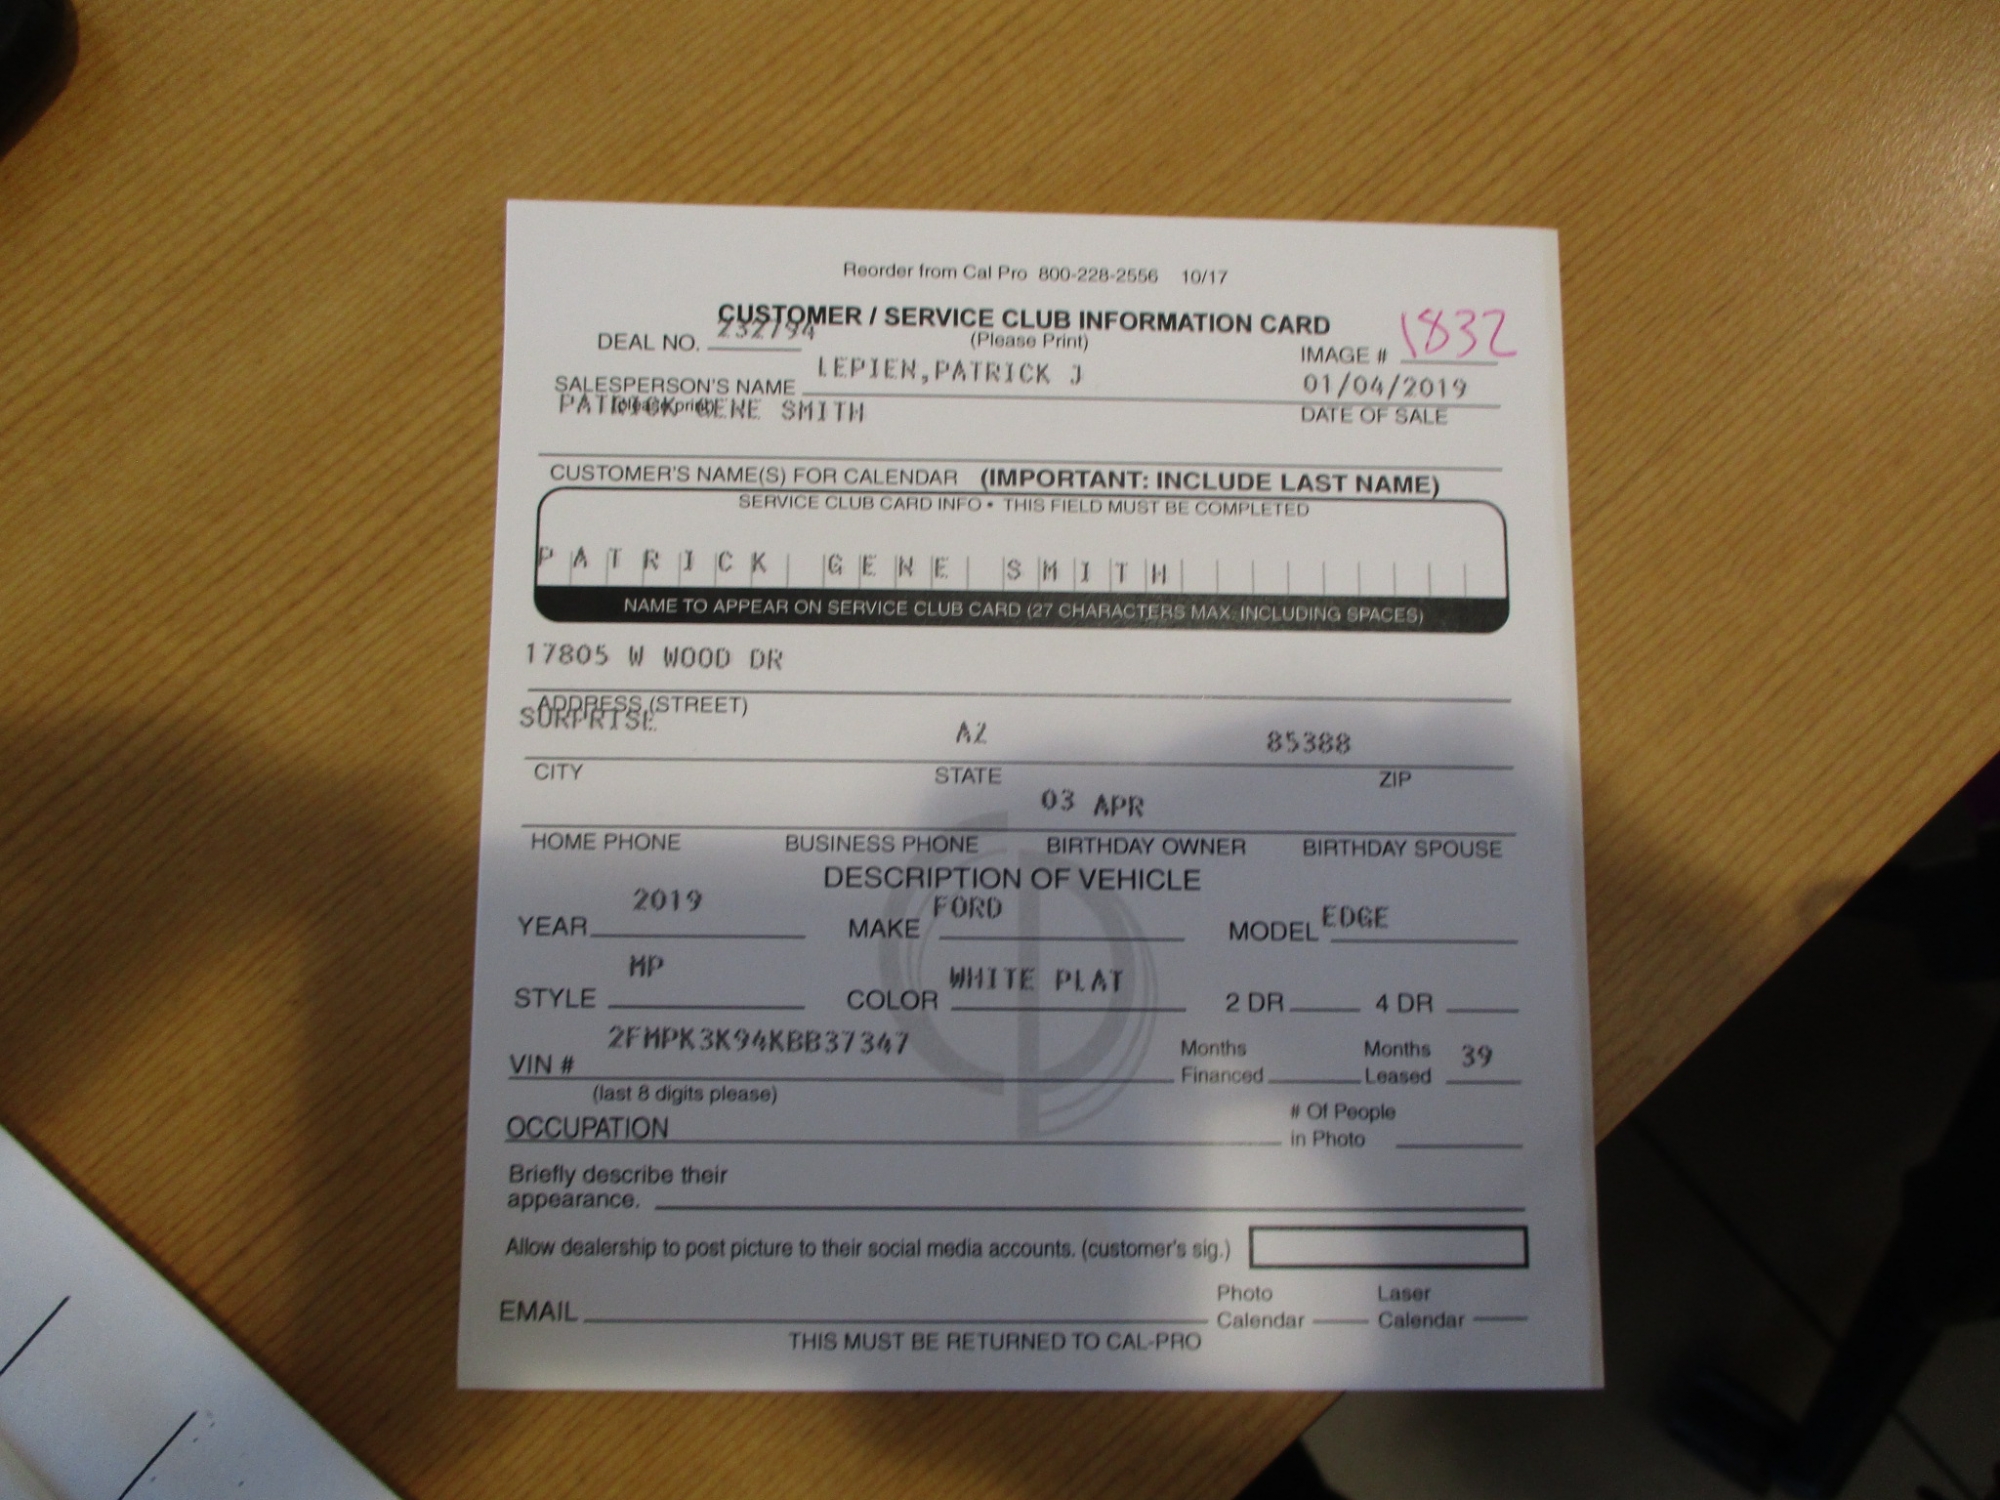 Reorder from Cal Pro 800-228-2556 10/17
CUSTOMER / SERVICE CLUB INFORMATION CARD
DEAL NO. 232794 (Please Print) IMAGE # 1832
SALESPERSON'S NAME LEPIEN,PATRICK J 01/04/2019
(please print) DATE OF SALE
PATRICK GENE SMITH
CUSTOMER'S NAME(S) FOR CALENDAR (IMPORTANT: INCLUDE LAST NAME)
SERVICE CLUB CARD INFO • THIS FIELD MUST BE COMPLETED
PATRICK GENE SMITH
NAME TO APPEAR ON SERVICE CLUB CARD (27 CHARACTERS MAX. INCLUDING SPACES)
17805 W WOOD DR
ADDRESS (STREET)
SURPRISE AZ 85388
CITY STATE ZIP
03 APR
HOME PHONE BUSINESS PHONE BIRTHDAY OWNER BIRTHDAY SPOUSE
DESCRIPTION OF VEHICLE
YEAR 2019 MAKE FORD MODEL EDGE
STYLE MP COLOR WHITE PLAT 2 DR 4 DR
VIN # 2FMPK3K94KBB37347 Months Financed Months Leased 39
(last 8 digits please)
OCCUPATION # Of People in Photo
Briefly describe their
appearance.
Allow dealership to post picture to their social media accounts. (customer's sig.)
EMAIL Photo Calendar Laser Calendar
THIS MUST BE RETURNED TO CAL-PRO